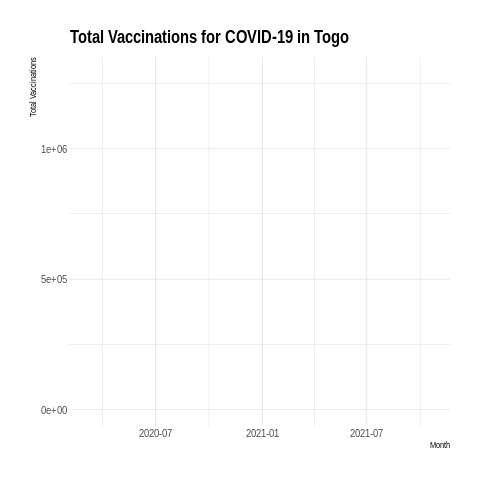 Total Vaccinations for COVID-19 in Togo
Total Vaccinations
1e+06
5e+05
0e+00
2020-07
2021-01
2021-07
Month